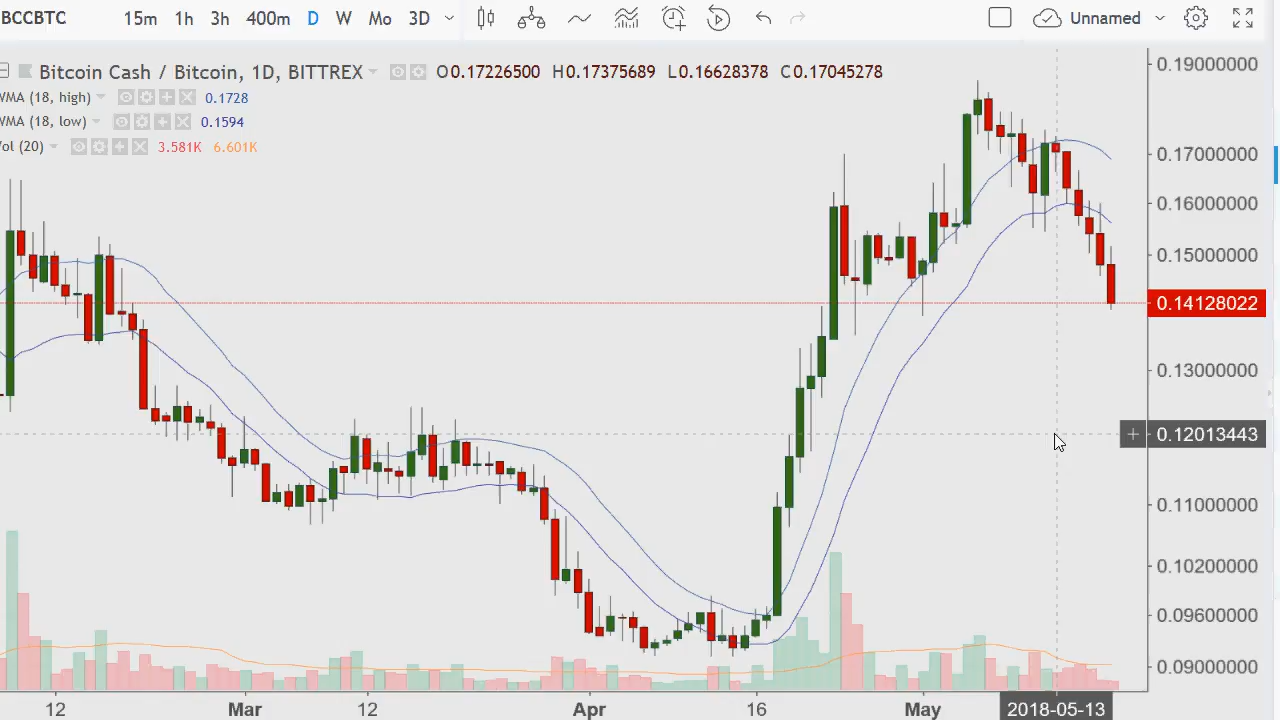 BCCBTC 15m 1h 3h 400m D W Mo 3D Unnamed
Bitcoin Cash / Bitcoin, 1D, BITTREX O0.17226500 H0.17375689 L0.16628378 C0.17045278
WMA (18, high) 0.1728
WMA (18, low) 0.1594
Vol (20) 3.581K 6.601K
0.19000000
0.17000000
0.16000000
0.15000000
0.14128022
0.13000000
0.12013443
0.11000000
0.10200000
0.09600000
0.09000000
12 Mar 12 Apr 16 May 2018-05-13